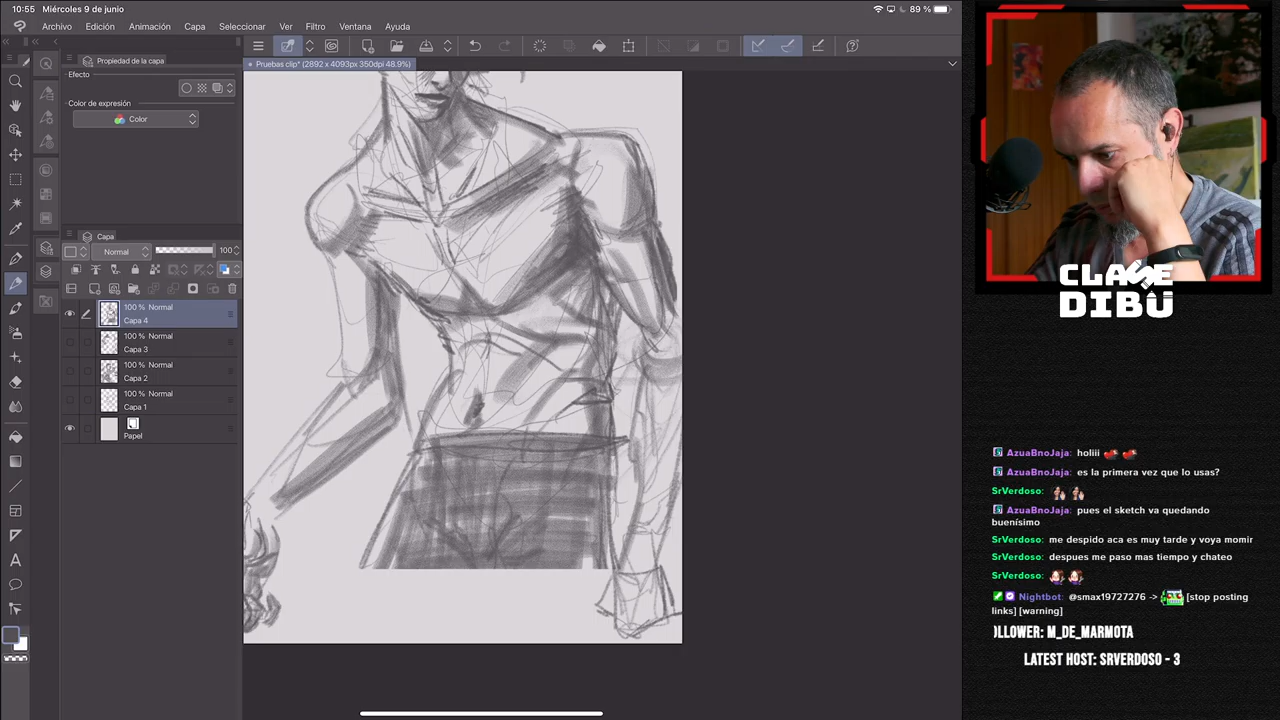 10:55 Miércoles 9 de junio
89 %
Archivo Edición Animación Capa Seleccionar Ver Filtro Ventana Ayuda
Propiedad de la capa
Pruebas clip* (2892 x 4093px 350dpi 48.9%)
Efecto
Color de expresión
Color
Capa
Normal 100
100 % Normal
Capa 4
100 % Normal
Capa 3
100 % Normal
Capa 2
100 % Normal
Capa 1
Papel
CLASE
DIBU
AzuaBnoJaja: holiii
AzuaBnoJaja: es la primera vez que lo usas?
SrVerdoso:
AzuaBnoJaja: pues el sketch va quedando
buenísimo
SrVerdoso: me despido aca es muy tarde y voya momir
SrVerdoso: despues me paso mas tiempo y chateo
SrVerdoso:
Nightbot: @smax19727276 -> [stop posting
links] [warning]
OLLOWER: M_DE_MARMOTA
LATEST HOST: SRVERDOSO - 3